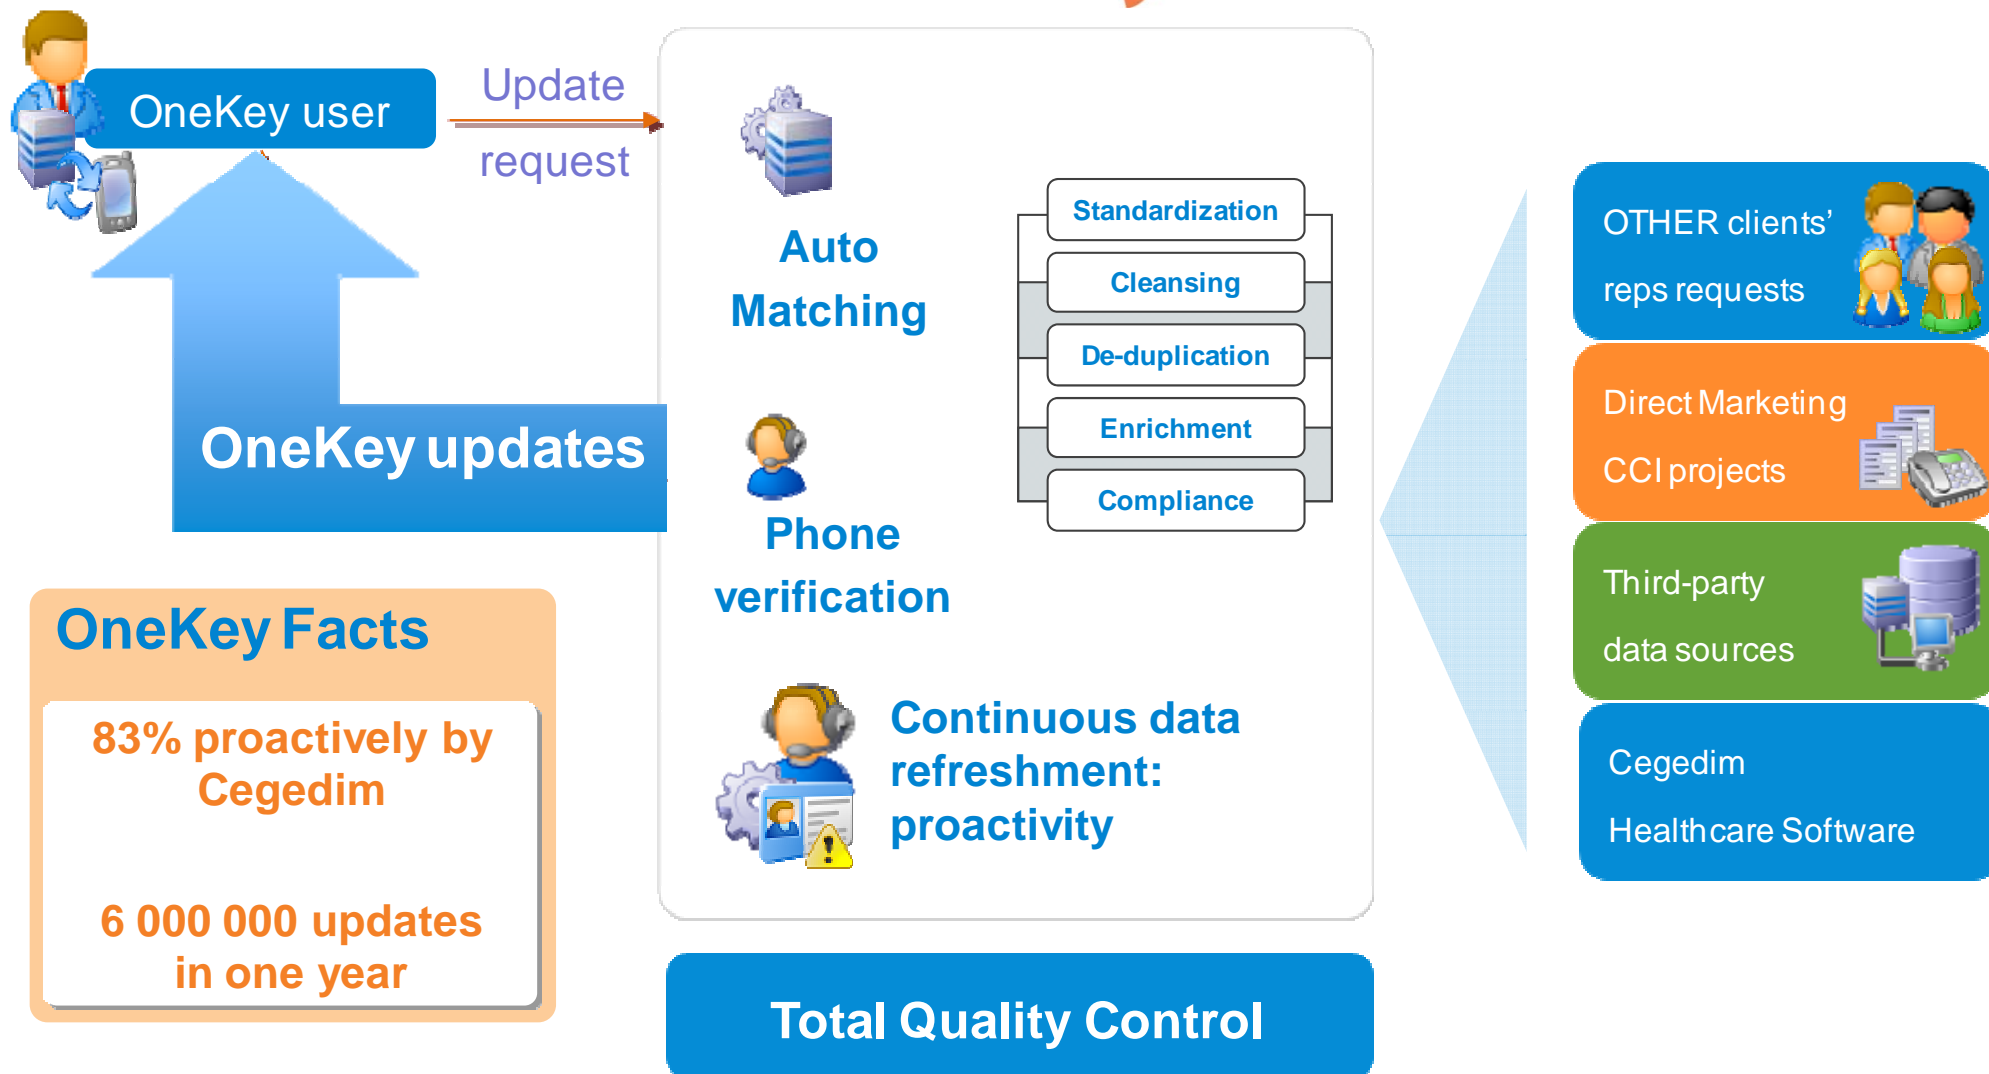 OneKey user
Update
request
OneKey updates
OneKey Facts
83% proactively by
Cegedim
6 000 000 updates
in one year
Auto
Matching
Phone
verification
Continuous data
refreshment:
proactivity
Standardization
Cleansing
De-duplication
Enrichment
Compliance
Total Quality Control
OTHER clients’
reps requests
Direct Marketing
CCI projects
Third-party
data sources
Cegedim
Healthcare Software